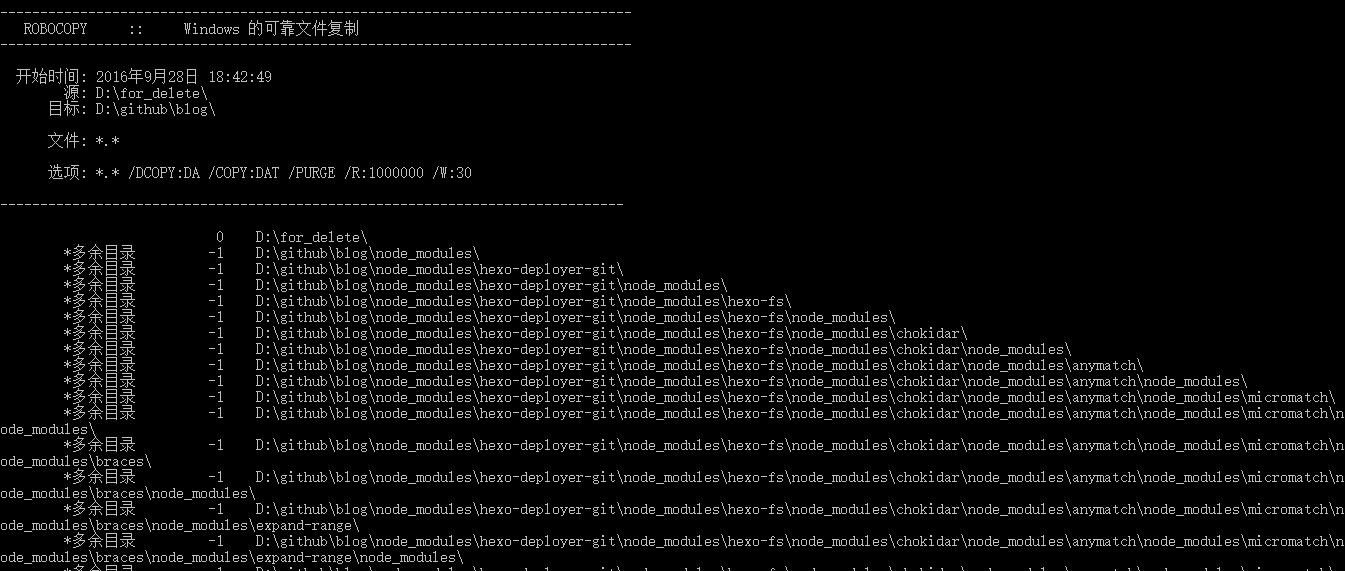 -------------------------------------------------------------------------------
   ROBOCOPY     ::     Windows 的可靠文件复制
-------------------------------------------------------------------------------
  开始时间: 2016年9月28日 18:42:49
        源: D:\for_delete\
      目标: D:\github\blog\
      文件: *.*
      选项: *.* /DCOPY:DA /COPY:DAT /PURGE /R:1000000 /W:30
------------------------------------------------------------------------------
                           0    D:\for_delete\
        *多余目录         -1    D:\github\blog\node_modules\
        *多余目录         -1    D:\github\blog\node_modules\hexo-deployer-git\
        *多余目录         -1    D:\github\blog\node_modules\hexo-deployer-git\node_modules\
        *多余目录         -1    D:\github\blog\node_modules\hexo-deployer-git\node_modules\hexo-fs\
        *多余目录         -1    D:\github\blog\node_modules\hexo-deployer-git\node_modules\hexo-fs\node_modules\
        *多余目录         -1    D:\github\blog\node_modules\hexo-deployer-git\node_modules\hexo-fs\node_modules\chokidar\
        *多余目录         -1    D:\github\blog\node_modules\hexo-deployer-git\node_modules\hexo-fs\node_modules\chokidar\node_modules\
        *多余目录         -1    D:\github\blog\node_modules\hexo-deployer-git\node_modules\hexo-fs\node_modules\chokidar\node_modules\anymatch\
        *多余目录         -1    D:\github\blog\node_modules\hexo-deployer-git\node_modules\hexo-fs\node_modules\chokidar\node_modules\anymatch\node_modules\
        *多余目录         -1    D:\github\blog\node_modules\hexo-deployer-git\node_modules\hexo-fs\node_modules\chokidar\node_modules\anymatch\node_modules\micromatch\
        *多余目录         -1    D:\github\blog\node_modules\hexo-deployer-git\node_modules\hexo-fs\node_modules\chokidar\node_modules\anymatch\node_modules\micromatch\n
ode_modules\
        *多余目录         -1    D:\github\blog\node_modules\hexo-deployer-git\node_modules\hexo-fs\node_modules\chokidar\node_modules\anymatch\node_modules\micromatch\n
ode_modules\braces\
        *多余目录         -1    D:\github\blog\node_modules\hexo-deployer-git\node_modules\hexo-fs\node_modules\chokidar\node_modules\anymatch\node_modules\micromatch\n
ode_modules\braces\node_modules\
        *多余目录         -1    D:\github\blog\node_modules\hexo-deployer-git\node_modules\hexo-fs\node_modules\chokidar\node_modules\anymatch\node_modules\micromatch\n
ode_modules\braces\node_modules\expand-range\
        *多余目录         -1    D:\github\blog\node_modules\hexo-deployer-git\node_modules\hexo-fs\node_modules\chokidar\node_modules\anymatch\node_modules\micromatch\n
ode_modules\braces\node_modules\expand-range\node_modules\